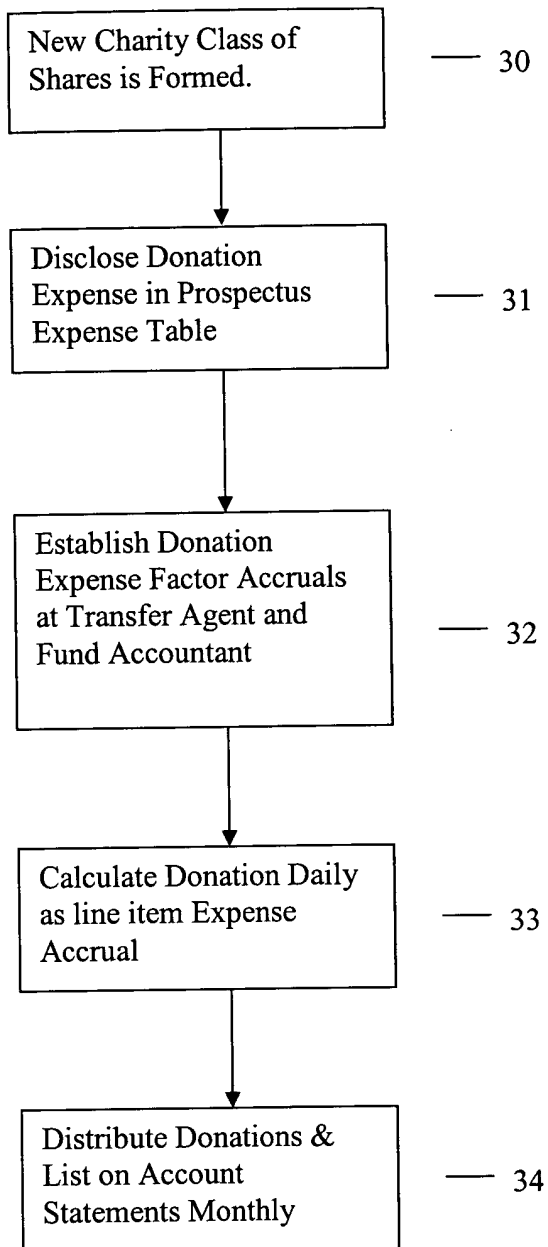 New Charity Class of
Shares is Formed.
30
Disclose Donation
Expense in Prospectus
Expense Table
31
Establish Donation
Expense Factor Accruals
at Transfer Agent and
Fund Accountant
32
Calculate Donation Daily
as line item Expense
Accrual
33
Distribute Donations &
List on Account
Statements Monthly
34